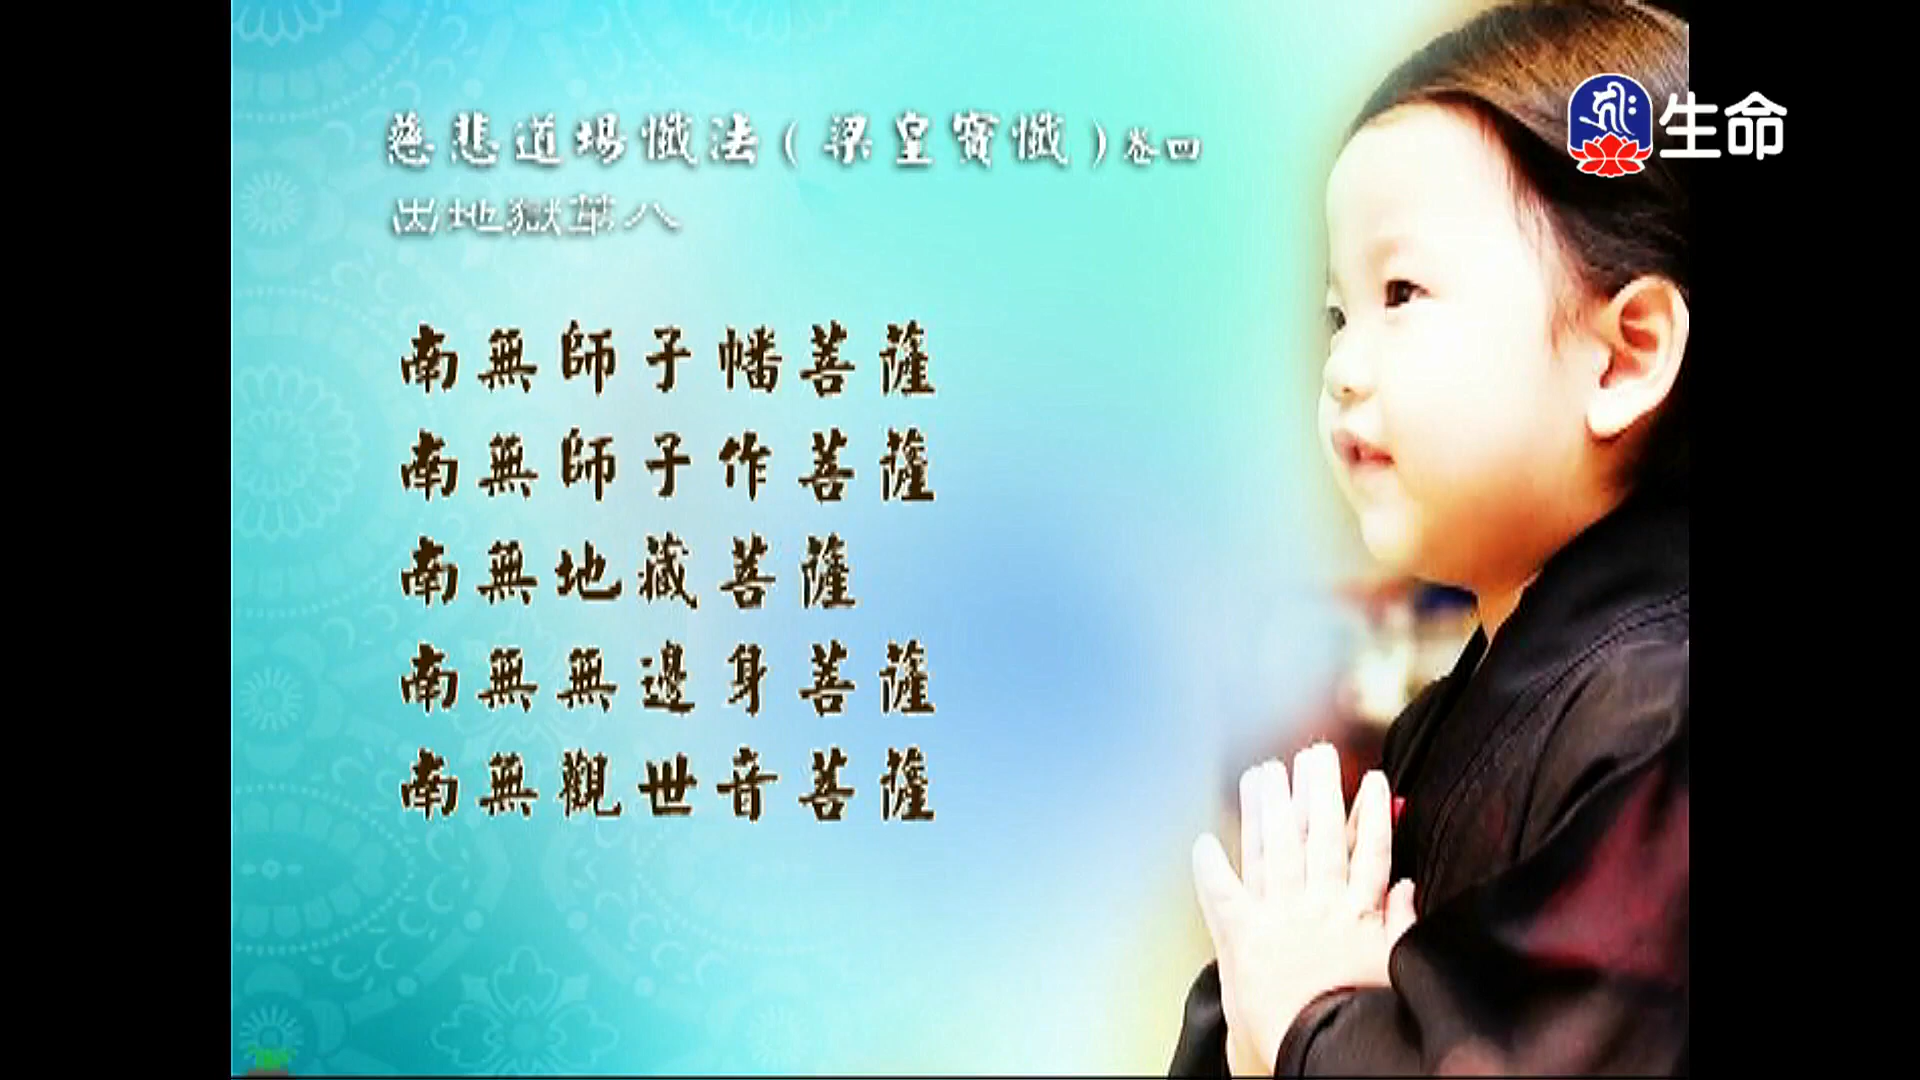 慈悲道場懺法(梁皇寶懺)卷四
出地獄第八
生命
南無師子幡菩薩
南無師子作菩薩
南無地藏菩薩
南無無邊身菩薩
南無觀世音菩薩